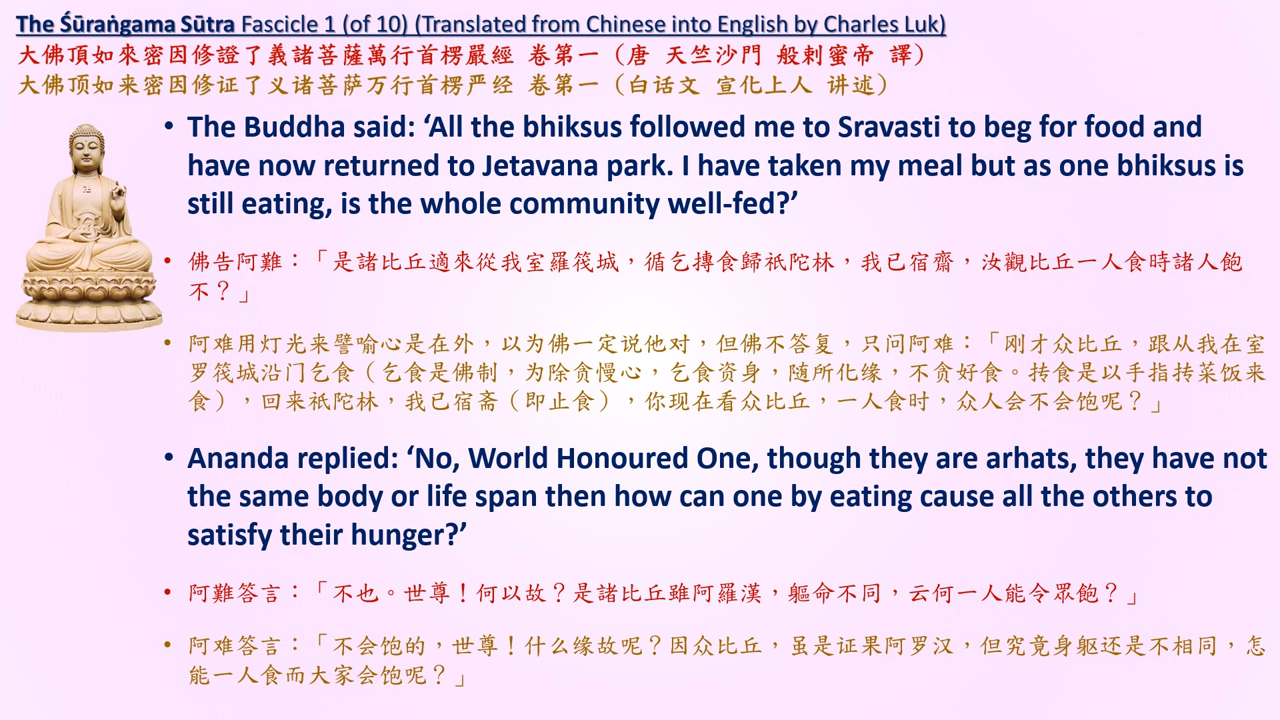 The Śūraṅgama Sūtra Fascicle 1 (of 10) (Translated from Chinese into English by Charles Luk)
大佛頂如來密因修證了義諸菩薩萬行首楞嚴經 卷第一（唐 天竺沙門 般剌蜜帝 譯）
大佛顶如来密因修证了义诸菩萨万行首楞严经 卷第一（白话文 宣化上人 讲述）
• The Buddha said: ‘All the bhiksus followed me to Sravasti to beg for food and
have now returned to Jetavana park. I have taken my meal but as one bhiksus is
still eating, is the whole community well-fed?’
• 佛告阿難：「是諸比丘適來從我室羅筏城，循乞摶食歸祇陀林，我已宿齋，汝觀比丘一人食時諸人飽
不？」
• 阿难用灯光来譬喻心是在外，以为佛一定说他对，但佛不答复，只问阿难：「刚才众比丘，跟从我在室
罗筏城沿门乞食（乞食是佛制，为除贪慢心，乞食资身，随所化缘，不贪好食。抟食是以手指抟菜饭来
食），回来祇陀林，我已宿斋（即止食），你现在看众比丘，一人食时，众人会不会饱呢？」
• Ananda replied: ‘No, World Honoured One, though they are arhats, they have not
the same body or life span then how can one by eating cause all the others to
satisfy their hunger?’
• 阿難答言：「不也。世尊！何以故？是諸比丘雖阿羅漢，軀命不同，云何一人能令眾飽？」
• 阿难答言：「不会饱的，世尊！什么缘故呢？因众比丘，虽是证果阿罗汉，但究竟身躯还是不相同，怎
能一人食而大家会饱呢？」